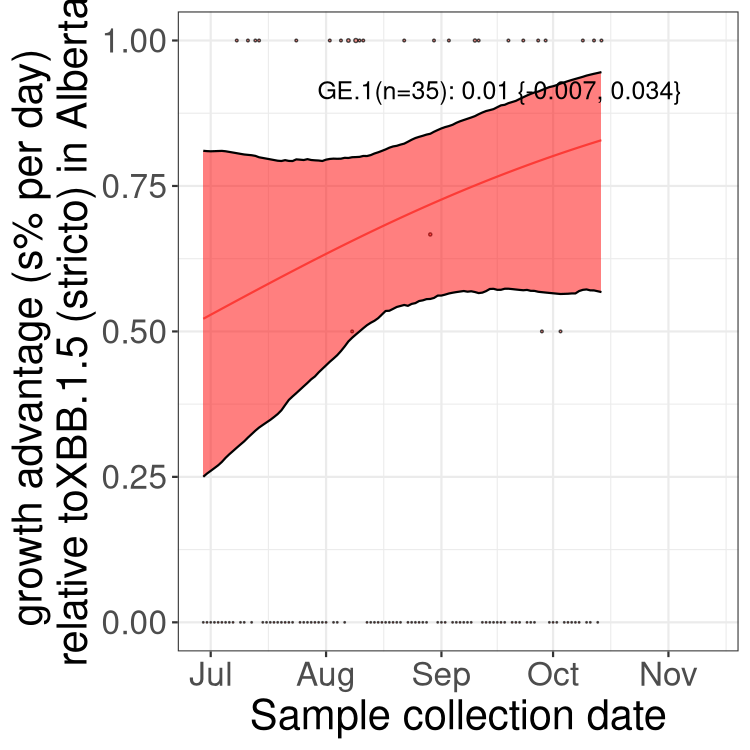 growth advantage (s% per day)
relative toXBB.1.5 (stricto) in Alberta
1.00
0.75
0.50
0.25
0.00
GE.1(n=35): 0.01 {-0.007, 0.034}
Jul Aug Sep Oct Nov
Sample collection date